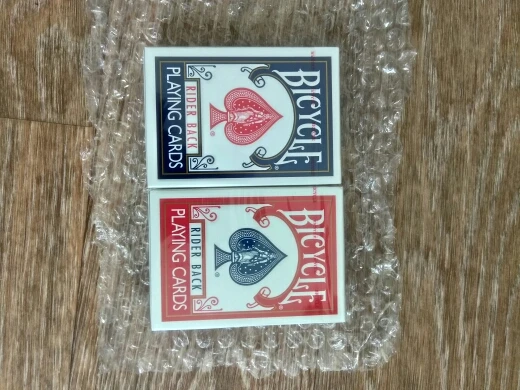 BICYCLE
®
RIDER BACK
PLAYING CARDS
BICYCLE
®
RIDER BACK
PLAYING CARDS